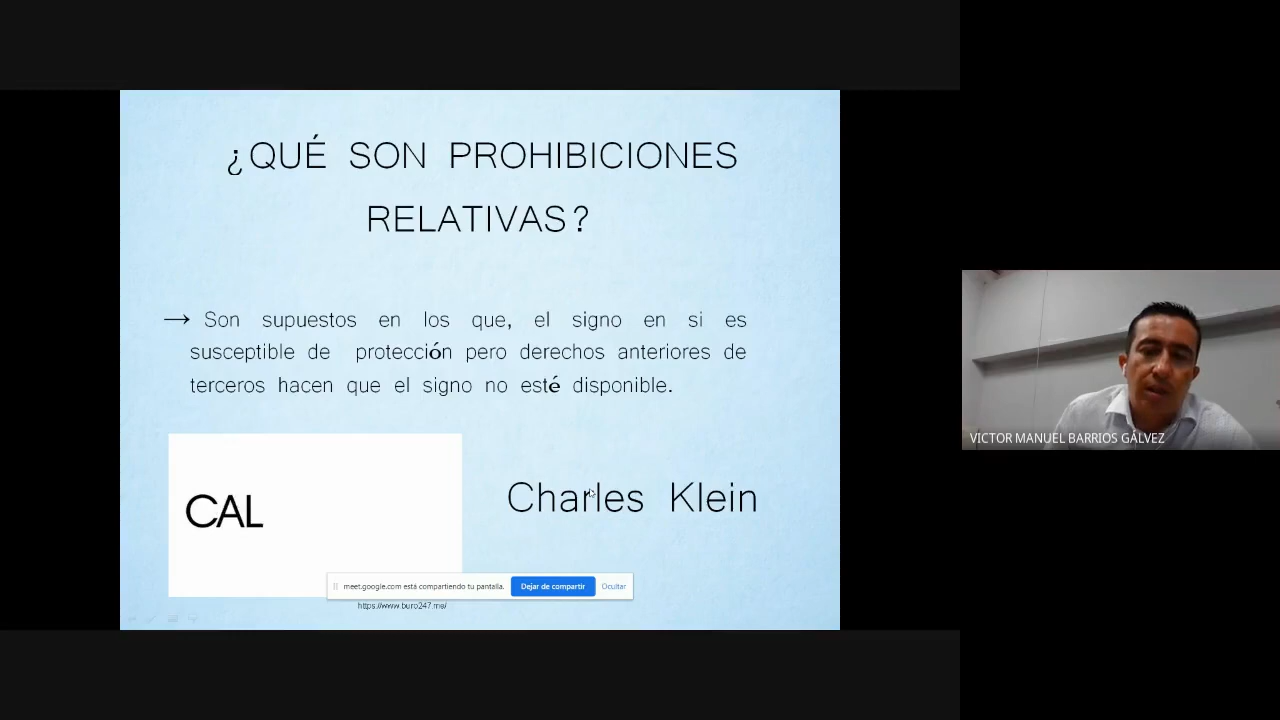 ¿QUÉ SON PROHIBICIONES
RELATIVAS?
→ Son supuestos en los que, el signo en si es
susceptible de protección pero derechos anteriores de
terceros hacen que el signo no esté disponible.
CAL
Charles Klein
meet.google.com está compartiendo tu pantalla.
Dejar de compartir
Ocultar
https://www.buro247.me/
VICTOR MANUEL BARRIOS GÁLVEZ